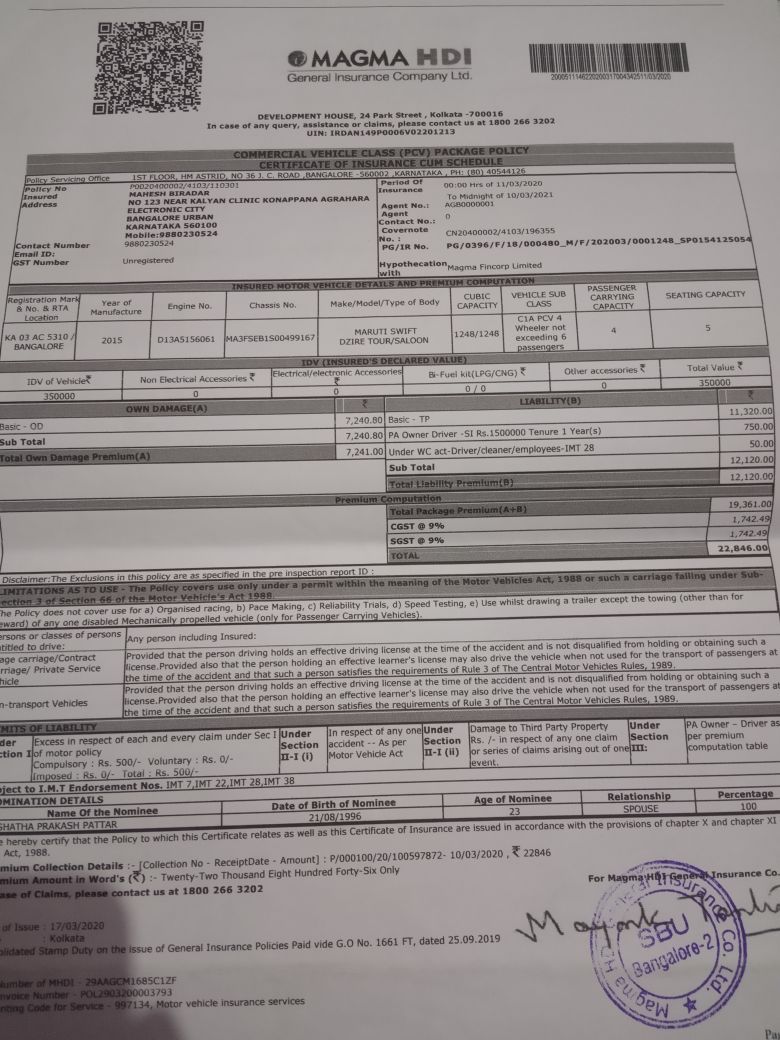 MAGMA HDI
General Insurance Company Ltd.
DEVELOPMENT HOUSE, 24 Park Street , Kolkata -700016
In case of any query, assistance or claims, please contact us at 1800 266 3202
UIN: IRDAN149P0006V02201213
COMMERCIAL VEHICLE CLASS (PCV) PACKAGE POLICY
CERTIFICATE OF INSURANCE CUM SCHEDULE
Policy Servicing Office 1ST FLOOR, HM ASTRID, NO 36 J. C. ROAD ,BANGALORE -560002 ,KARNATAKA , PH: (80) 40544126
Policy No P0020400002/4103/110301
Insured MAHESH BIRADAR
Address NO 123 NEAR KALYAN CLINIC KONAPPANA AGRAHARA
ELECTRONIC CITY
BANGALORE URBAN
KARNATAKA 560100
Mobile:9880230524
Contact Number 9880230524
Email ID:
GST Number Unregistered
Period Of Insurance 00:00 Hrs of 11/03/2020
To Midnight of 10/03/2021
Agent No.: AGB0000001
Agent Contact No.: 0
Covernote No. : CN20400002/4103/196355
PG/IR No. PG/0396/F/18/000480_M/F/202003/0001248_SP0154125054
Hypothecation with Magma Fincorp Limited
INSURED MOTOR VEHICLE DETAILS AND PREMIUM COMPUTATION
Registration Mark & No. & RTA Location Year of Manufacture Engine No. Chassis No. Make/Model/Type of Body CUBIC CAPACITY VEHICLE SUB CLASS PASSENGER CARRYING CAPACITY SEATING CAPACITY
KA 03 AC 5310 / BANGALORE 2015 D13A5156061 MA3FSEB1S00499167 MARUTI SWIFT DZIRE TOUR/SALOON 1248/1248 C1A PCV 4 Wheeler not exceeding 6 passengers 4 5
IDV (INSURED'S DECLARED VALUE)
IDV of Vehicle₹ Non Electrical Accessories ₹ Electrical/electronic Accessories ₹ Bi-Fuel kit(LPG/CNG) ₹ Other accessories ₹ Total Value ₹
350000 0 0 0 / 0 0 350000
OWN DAMAGE(A) ₹ LIABILITY(B) ₹
Basic - OD 7,240.80 Basic - TP 11,320.00
Sub Total 7,240.80 PA Owner Driver -SI Rs.1500000 Tenure 1 Year(s) 750.00
Total Own Damage Premium(A) 7,241.00 Under WC act-Driver/cleaner/employees-IMT 28 50.00
Sub Total 12,120.00
Total Liability Premium(B) 12,120.00
Premium Computation
Total Package Premium(A+B) 19,361.00
CGST @ 9% 1,742.49
SGST @ 9% 1,742.49
TOTAL 22,846.00
Disclaimer:The Exclusions in this policy are as specified in the pre inspection report ID :
LIMITATIONS AS TO USE - The Policy covers use only under a permit within the meaning of the Motor Vehicles Act, 1988 or such a carriage falling under Sub-
ection 3 of Section 66 of the Motor Vehicle's Act 1988.
he Policy does not cover use for a) Organised racing, b) Pace Making, c) Reliability Trials, d) Speed Testing, e) Use whilst drawing a trailer except the towing (other than for
eward) of any one disabled Mechanically propelled vehicle (only for Passenger Carrying Vehicles).
ersons or classes of persons
titled to drive: Any person including Insured:
age carriage/Contract
rriage/ Private Service
hicle
Provided that the person driving holds an effective driving license at the time of the accident and is not disqualified from holding or obtaining such a
license.Provided also that the person holding an effective learner's license may also drive the vehicle when not used for the transport of passengers at
the time of the accident and that such a person satisfies the requirements of Rule 3 of The Central Motor Vehicles Rules, 1989.
n-transport Vehicles
Provided that the person driving holds an effective driving license at the time of the accident and is not disqualified from holding or obtaining such a
license.Provided also that the person holding an effective learner's license may also drive the vehicle when not used for the transport of passengers at
the time of the accident and that such a person satisfies the requirements of Rule 3 of The Central Motor Vehicles Rules, 1989.
MITS OF LIABILITY
der
ction I
Excess in respect of each and every claim under Sec I
of motor policy
Compulsory : Rs. 500/- Voluntary : Rs. 0/-
Imposed : Rs. 0/- Total : Rs. 500/-
Under Section II-I (i)
In respect of any one accident -- As per Motor Vehicle Act
Under Section II-I (ii)
Damage to Third Party Property
Rs. /- in respect of any one claim
or series of claims arising out of one
event.
Under Section III:
PA Owner – Driver as per premium computation table
bject to I.M.T Endorsement Nos. IMT 7,IMT 22,IMT 28,IMT 38
OMINATION DETAILS
Name Of the Nominee Date of Birth of Nominee Age of Nominee Relationship Percentage
SHATHA PRAKASH PATTAR 21/08/1996 23 SPOUSE 100
e hereby certify that the Policy to which this Certificate relates as well as this Certificate of Insurance are issued in accordance with the provisions of chapter X and chapter XI
Act, 1988.
mium Collection Details :- [Collection No - ReceiptDate - Amount] : P/000100/20/100597872- 10/03/2020 , ₹ 22846
mium Amount in Word's (₹) :- Twenty-Two Thousand Eight Hundred Forty-Six Only
ase of Claims, please contact us at 1800 266 3202
For Magma HDI General Insurance Co.
of Issue : 17/03/2020
: Kolkata
olidated Stamp Duty on the issue of General Insurance Policies Paid vide G.O No. 1661 FT, dated 25.09.2019
SBU
Bangalore-2
umber of MHDI - 29AAGCM1685C1ZF
nvoice Number - POL2903200003793
nting Code for Service - 997134, Motor vehicle insurance services